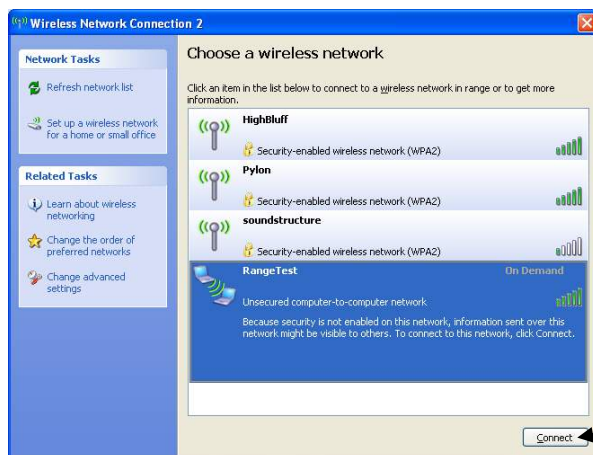 Wireless Network Connection 2
Network Tasks
Refresh network list
Set up a wireless network
for a home or small office
Related Tasks
Learn about wireless
networking
Change the order of
preferred networks
Change advanced
settings
Choose a wireless network
Click an item in the list below to connect to a wireless network in range or to get more
information.
HighBluff
Security-enabled wireless network (WPA2)
Pylon
Security-enabled wireless network (WPA2)
soundstructure
Security-enabled wireless network (WPA2)
RangeTest On Demand
Unsecured computer-to-computer network
Because security is not enabled on this network, information sent over this
network might be visible to others. To connect to this network, click Connect.
Connect